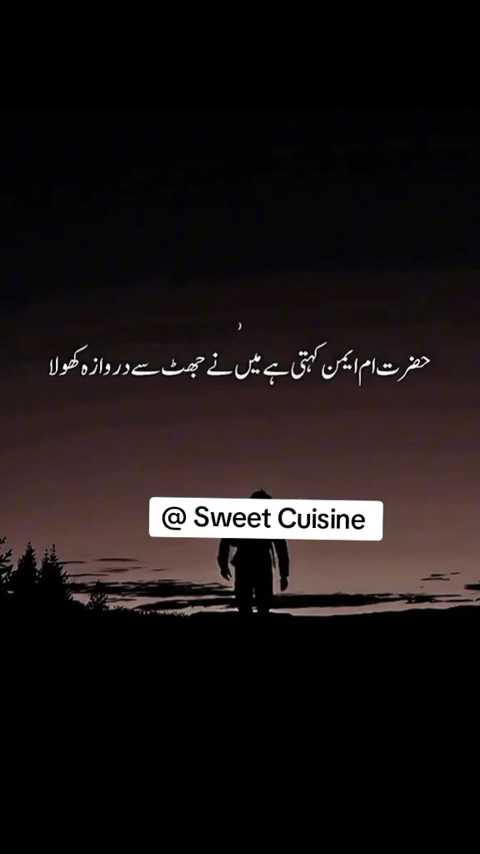 حضرت ام ایمن کہتی ہے میں نے جھٹ سے دروازہ کھولا
@ Sweet Cuisine